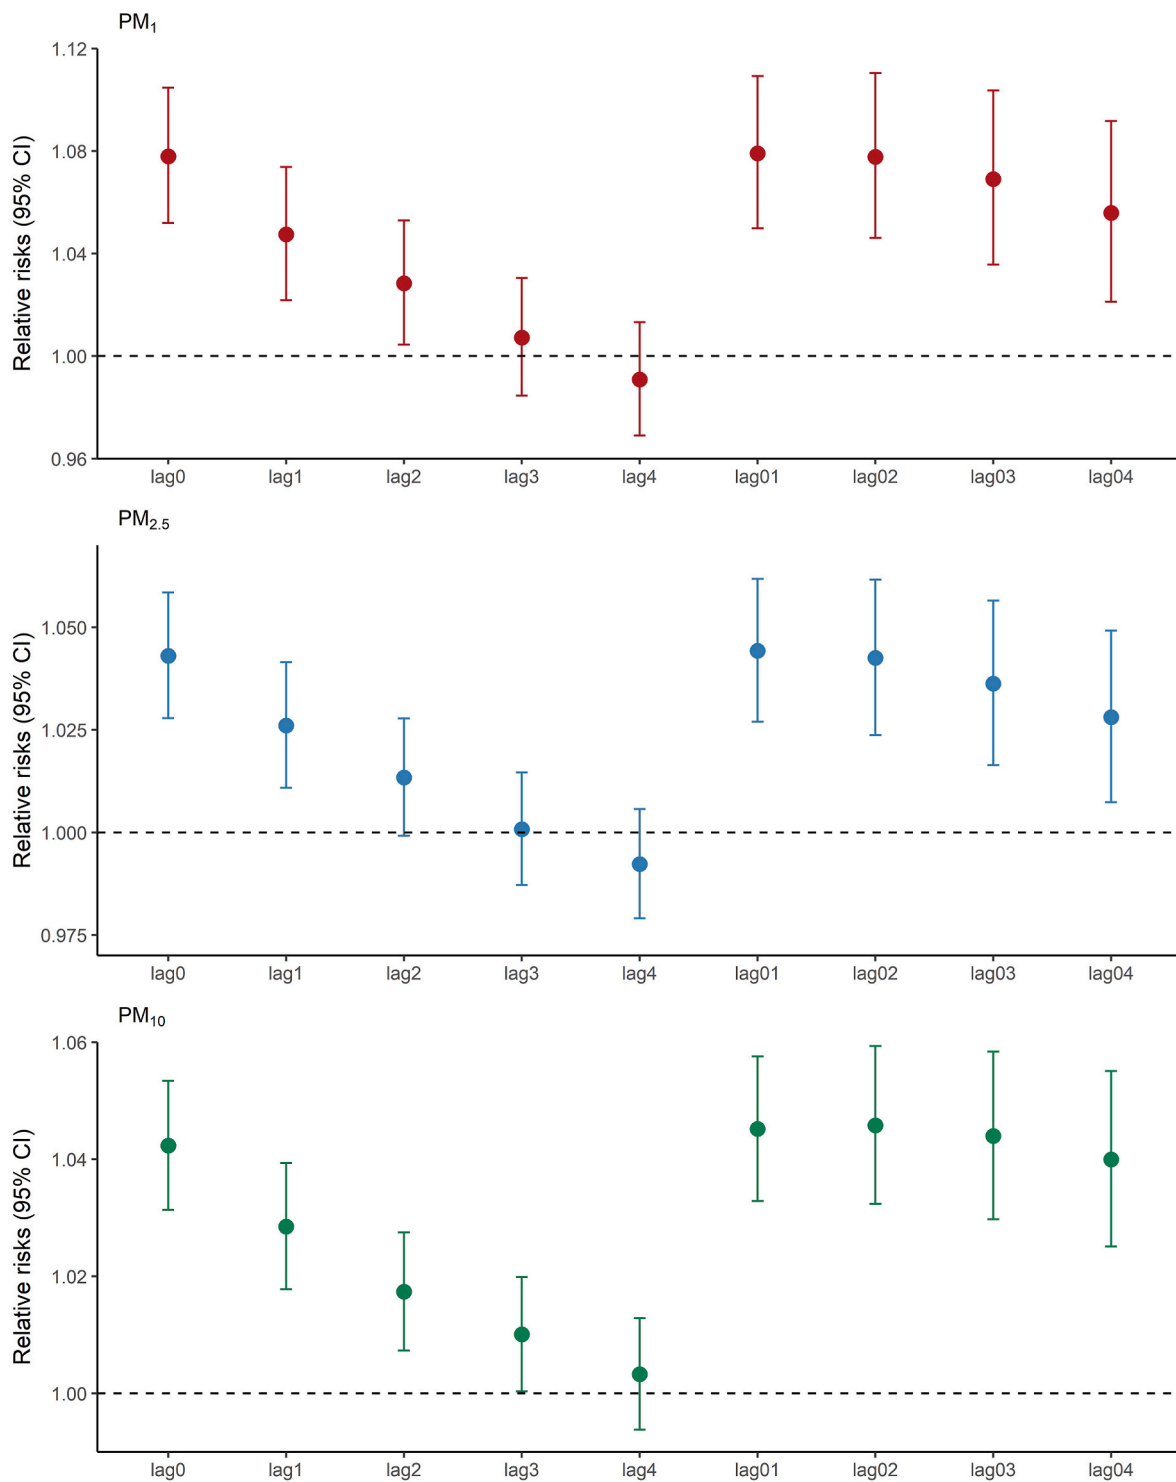 PM₁
Relative risks (95% CI)
1.12
1.08
1.04
1.00
0.96
lag0 lag1 lag2 lag3 lag4 lag01 lag02 lag03 lag04
PM₂.₅
Relative risks (95% CI)
1.050
1.025
1.000
0.975
lag0 lag1 lag2 lag3 lag4 lag01 lag02 lag03 lag04
PM₁₀
Relative risks (95% CI)
1.06
1.04
1.02
1.00
lag0 lag1 lag2 lag3 lag4 lag01 lag02 lag03 lag04